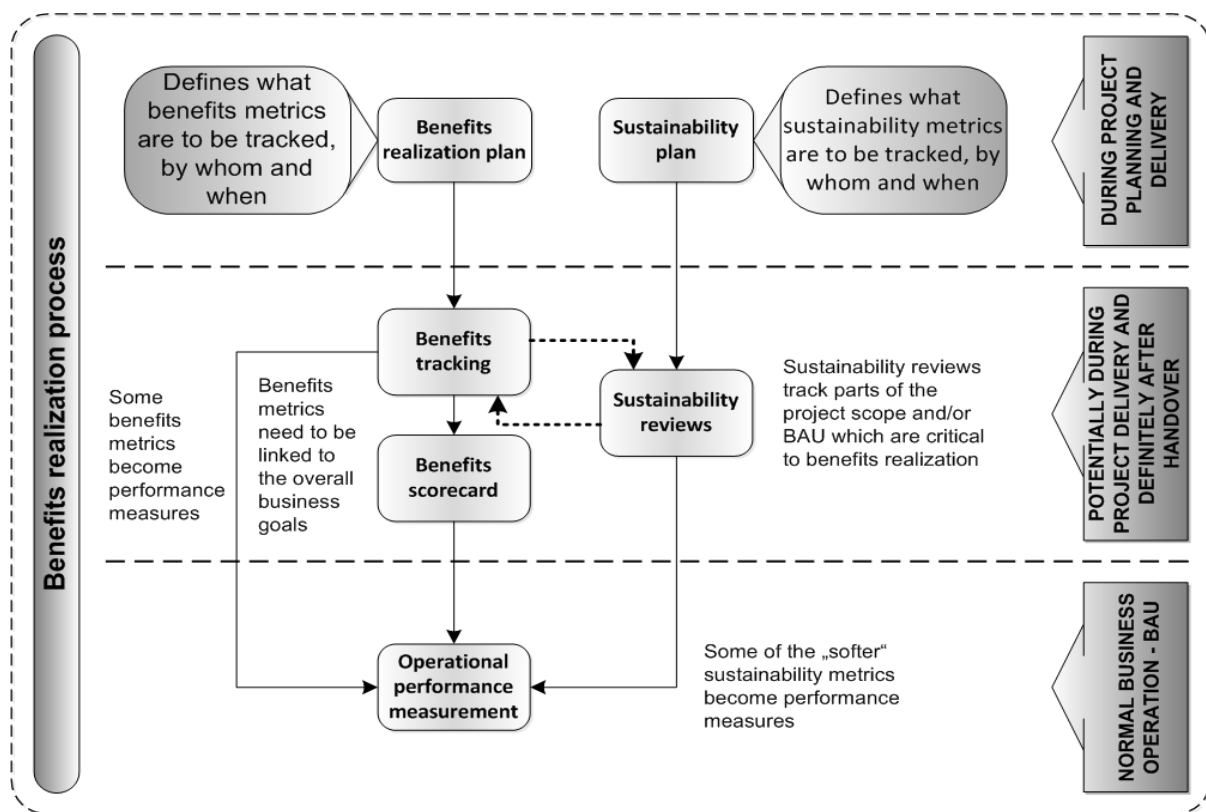 Benefits realization process
Defines what
benefits metrics
are to be tracked,
by whom and
when
Benefits
realization plan
Sustainability
plan
Defines what
sustainability metrics
are to be tracked, by
whom and when
DURING PROJECT
PLANNING AND
DELIVERY
Some
benefits
metrics
become
performance
measures
Benefits
metrics
need to be
linked to
the overall
business
goals
Benefits
tracking
Benefits
scorecard
Sustainability
reviews
Sustainability reviews
track parts of the
project scope and/or
BAU which are critical
to benefits realization
POTENTIALLY DURING
PROJECT DELIVERY AND
DEFINITELY AFTER
HANDOVER
Operational
performance
measurement
Some of the „softer“
sustainability metrics
become performance
measures
NORMAL BUSINESS
OPERATION - BAU